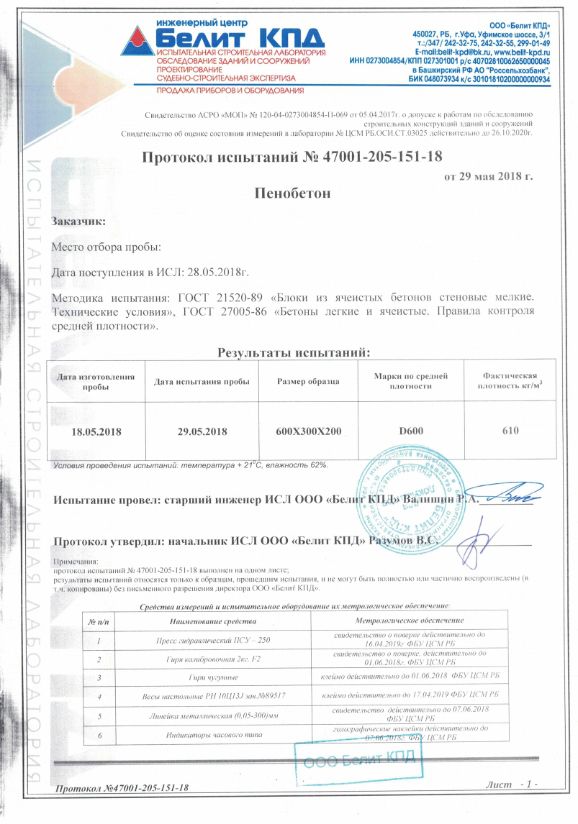 инженерный центр
Белит КПД
ИСПЫТАТЕЛЬНАЯ СТРОИТЕЛЬНАЯ ЛАБОРАТОРИЯ
ОБСЛЕДОВАНИЕ ЗДАНИЙ И СООРУЖЕНИЙ
ПРОЕКТИРОВАНИЕ
СУДЕБНО-СТРОИТЕЛЬНАЯ ЭКСПЕРТИЗА
ПРОДАЖА ПРИБОРОВ И ОБОРУДОВАНИЯ
ООО "Белит КПД"
450027, РБ, г.Уфа, Уфимское шоссе, 3/1
т.:/347/ 242-32-75, 242-32-55, 299-01-49
E-mail:belit-kpd@bk.ru, www.belit-kpd.ru
ИНН 0273004854/КПП 027301001 р/с 40702810062650000045
в Башкирский РФ АО "Россельхозбанк",
БИК 048073934 к/с 30101810200000000934
Свидетельство АСРО «МОП» № 120-04-0273004854-П-069 от 05.04.2017г. о допуске к работам по обследованию
строительных конструкций зданий и сооружений
Свидетельство об оценке состояния измерений в лаборатории № ЦСМ РБ.ОСИ.СТ.03025 действительно до 26.10.2020г.
Протокол испытаний № 47001-205-151-18
от 29 мая 2018 г.
Пенобетон
Заказчик:
Место отбора пробы:
Дата поступления в ИСЛ: 28.05.2018г.
Методика испытания: ГОСТ 21520-89 «Блоки из ячеистых бетонов стеновые мелкие.
Технические условия», ГОСТ 27005-86 «Бетоны легкие и ячеистые. Правила контроля
средней плотности».
Результаты испытаний:
Дата изготовления пробы Дата испытания пробы Размер образца Марки по средней плотности Фактическая плотность кг/м³
18.05.2018 29.05.2018 600X300X200 D600 610
Условия проведения испытаний: температура + 21°С, влажность 62%.
Испытание провел: старший инженер ИСЛ ООО «Белит КПД» Валишин Р.А.
Протокол утвердил: начальник ИСЛ ООО «Белит КПД» Разумов В.С.
Примечания:
протокол испытаний № 47001-205-151-18 выполнен на одном листе;
результаты испытаний относятся только к образцам, прошедшим испытания, и не могут быть полностью или частично воспроизведены (в
т.ч. копированы) без письменного разрешения директора ООО «Белит КПД».
Средства измерений и испытательное оборудование их метрологическое обеспечение:
№ п/п Наименование средства Метрологическое обеспечение
1 Пресс гидравлический ПСУ – 250 свидетельство о поверке действительно до 16.04.2019г. ФБУ ЦСМ РБ
2 Гиря калибровочная 2кг. F2 свидетельство о поверке. действительно до 01.06.2018г. ФБУ ЦСМ РБ
3 Гири чугунные клеймо действительно до 01.06.2018 ФБУ ЦСМ РБ
4 Весы настольные РН 10Ц13J зав.№89517 клеймо действительно до 17.04.2019 ФБУ ЦСМ РБ
5 Линейка металлическая (0,05-300)мм свидетельство действительно до 07.06.2018 ФБУ ЦСМ РБ
6 Индикаторы часового типа голографические наклейки действительно до 07.06.2018г. ФБУ ЦСМ РБ
ООО Белит КПД
Протокол №47001-205-151-18
Лист - 1 -
ИСПЫТАТЕЛЬНАЯ СТРОИТЕЛЬНАЯ ЛАБОРАТОРИЯ